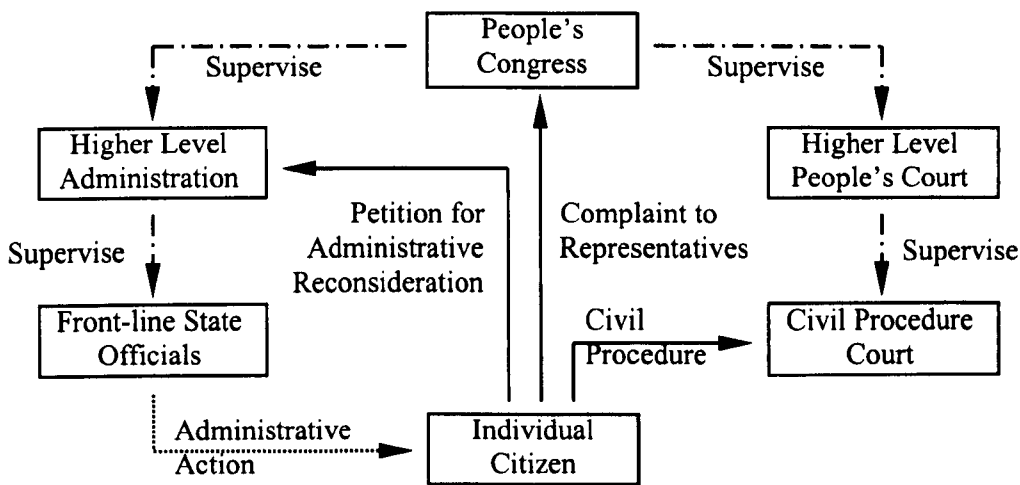 People's
Congress
Supervise
Supervise
Higher Level
Administration
Higher Level
People's Court
Petition for
Administrative
Reconsideration
Complaint to
Representatives
Supervise
Supervise
Front-line State
Officials
Civil
Procedure
Civil Procedure
Court
Administrative
Action
Individual
Citizen